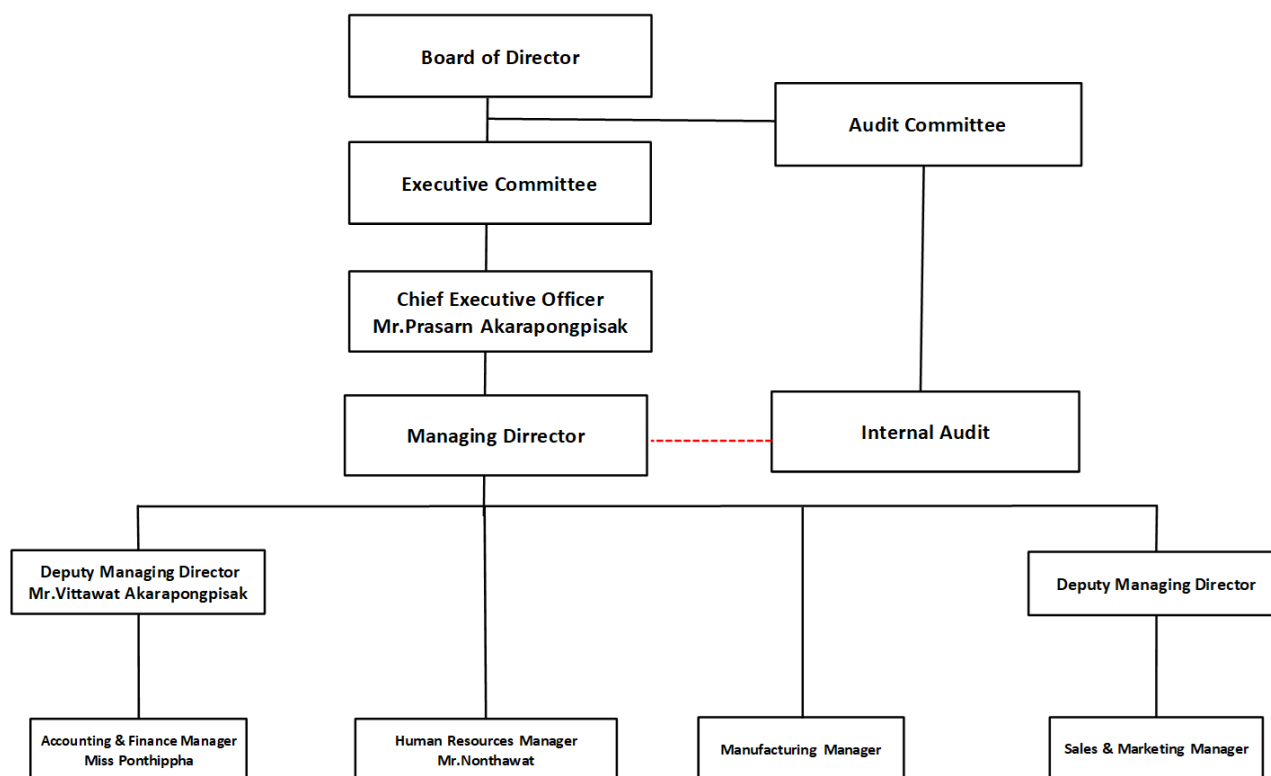 Board of Director
Audit Committee
Executive Committee
Chief Executive Officer
Mr.Prasarn Akarapongpisak
Managing Dirrector
Internal Audit
Deputy Managing Director
Mr.Vittawat Akarapongpisak
Deputy Managing Director
Accounting & Finance Manager
Miss Ponthippha
Human Resources Manager
Mr.Nonthawat
Manufacturing Manager
Sales & Marketing Manager